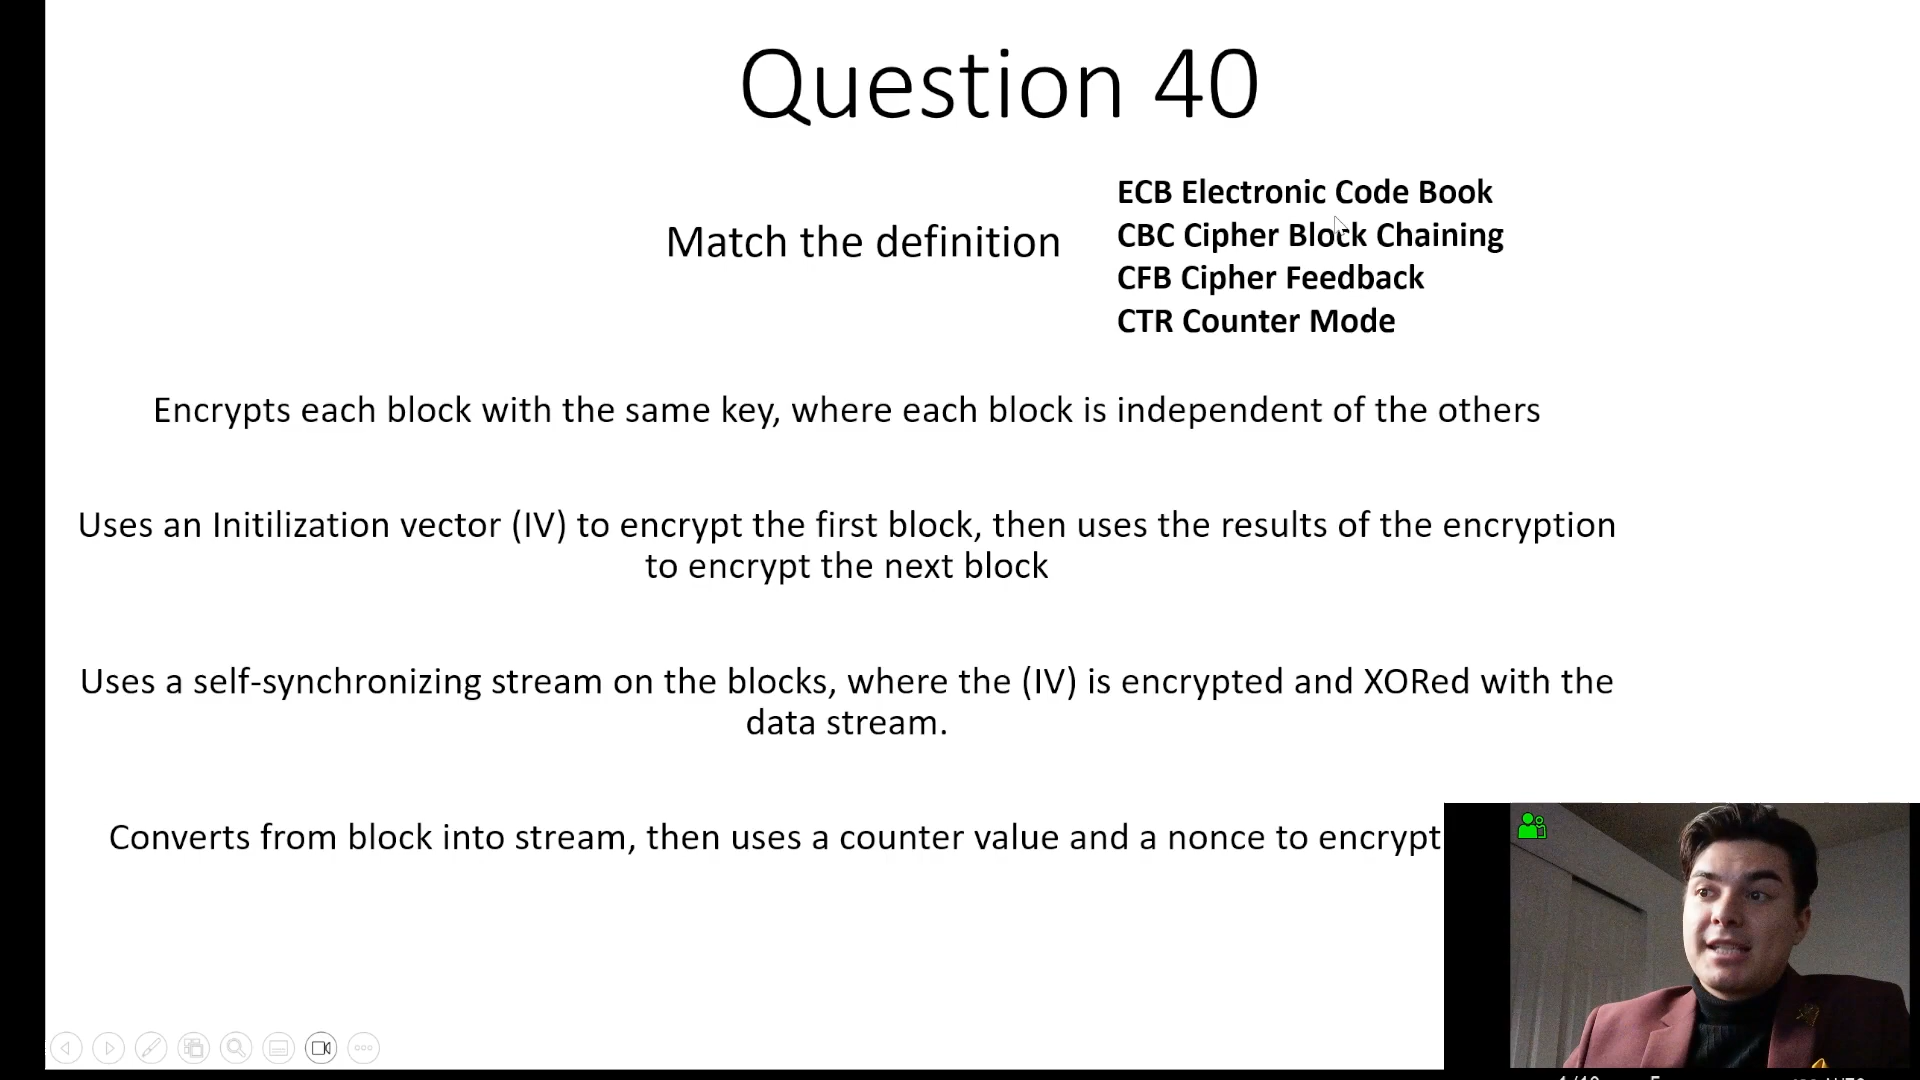 Question 40
Match the definition
ECB Electronic Code Book
CBC Cipher Block Chaining
CFB Cipher Feedback
CTR Counter Mode
Encrypts each block with the same key, where each block is independent of the others
Uses an Initilization vector (IV) to encrypt the first block, then uses the results of the encryption
to encrypt the next block
Uses a self-synchronizing stream on the blocks, where the (IV) is encrypted and XORed with the
data stream.
Converts from block into stream, then uses a counter value and a nonce to encrypt